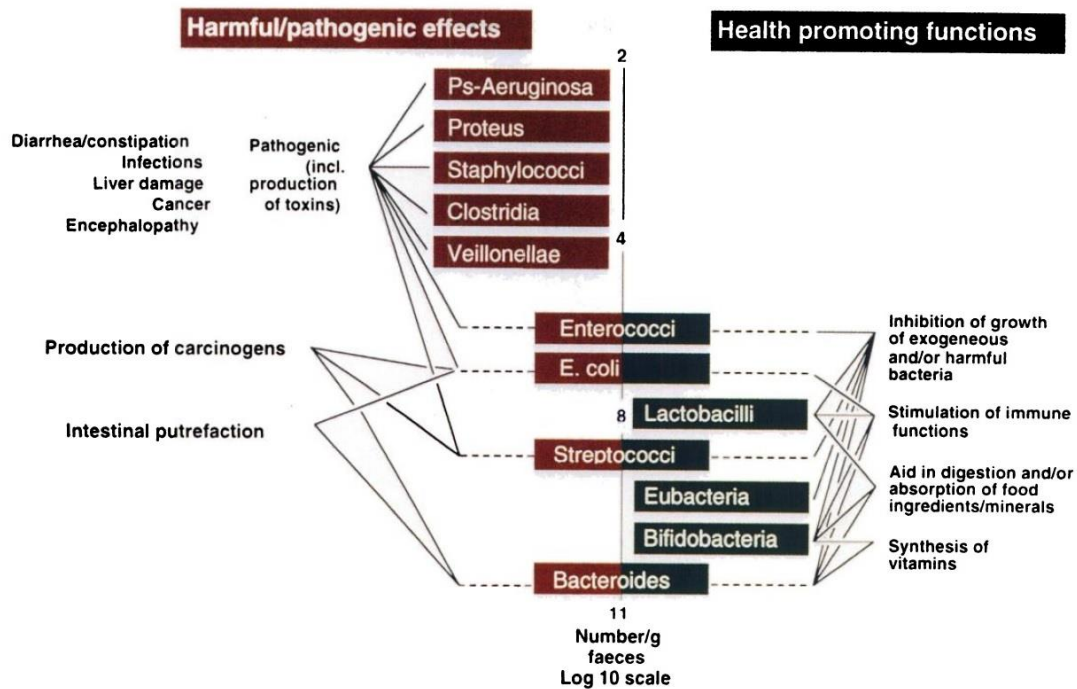 Harmful/pathogenic effects
Health promoting functions
2
Ps-Aeruginosa
Proteus
Staphylococci
Clostridia
4
Veillonellae
Diarrhea/constipation
Infections
Liver damage
Cancer
Encephalopathy
Pathogenic
(incl.
production
of toxins)
Production of carcinogens
Intestinal putrefaction
Enterococci
E. coli
8
Lactobacilli
Streptococci
Eubacteria
Bifidobacteria
Bacteroides
11
Number/g
faeces
Log 10 scale
Inhibition of growth
of exogeneous
and/or harmful
bacteria
Stimulation of immune
functions
Aid in digestion and/or
absorption of food
ingredients/minerals
Synthesis of
vitamins